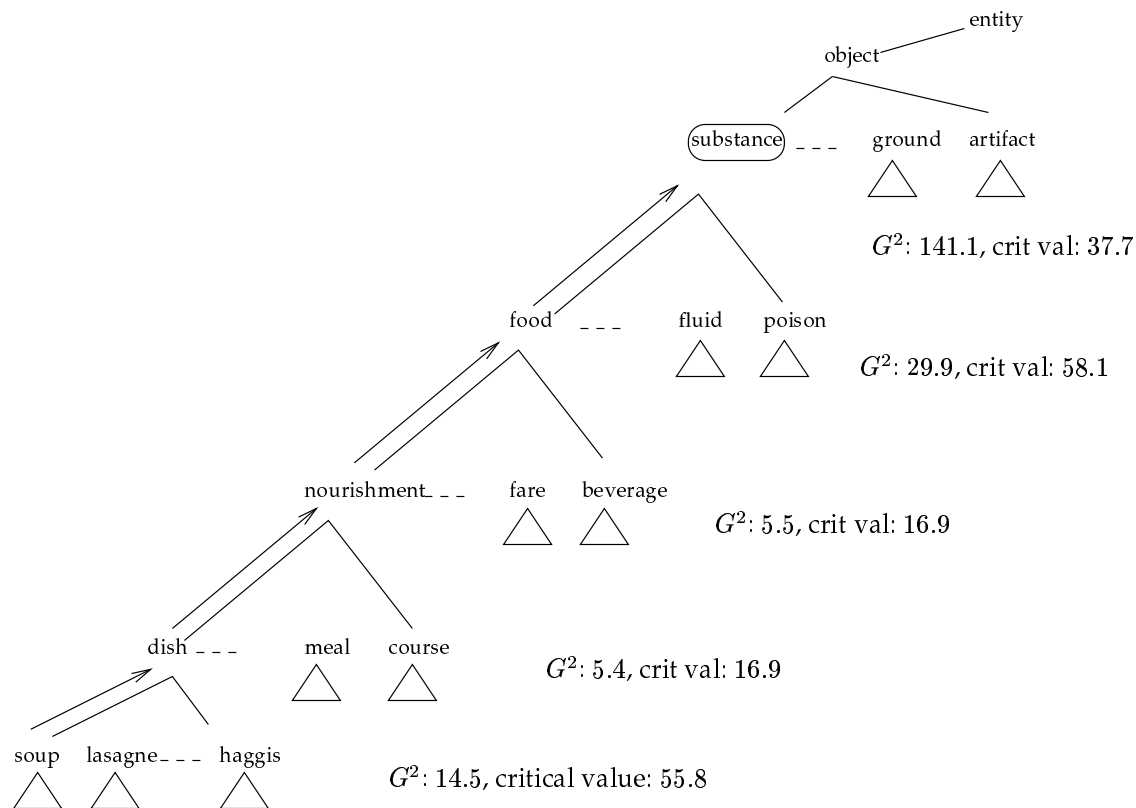 entity
object
substance _ _ _ ground artifact
G²: 141.1, crit val: 37.7
food _ _ _ fluid poison
G²: 29.9, crit val: 58.1
nourishment _ _ _ fare beverage
G²: 5.5, crit val: 16.9
dish _ _ _ meal course
G²: 5.4, crit val: 16.9
soup lasagne _ _ _ haggis
G²: 14.5, critical value: 55.8